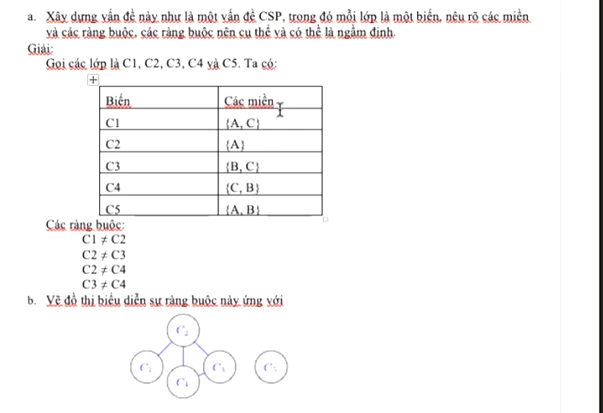 a. Xây dựng vấn đề này như là một vấn đề CSP, trong đó mỗi lớp là một biến, nêu rõ các miền
và các ràng buộc, các ràng buộc nên cụ thể và có thể là ngầm định.
Giải:
Gọi các lớp là C1, C2, C3, C4 và C5. Ta có:
Biến Các miền
C1 {A, C}
C2 {A}
C3 {B, C}
C4 {C, B}
C5 {A, B}
Các ràng buộc:
C1 ≠ C2
C2 ≠ C3
C2 ≠ C4
C3 ≠ C4
b. Vẽ đồ thị biểu diễn sự ràng buộc này ứng với
C₂
C₁ C₃ C₅
C₄